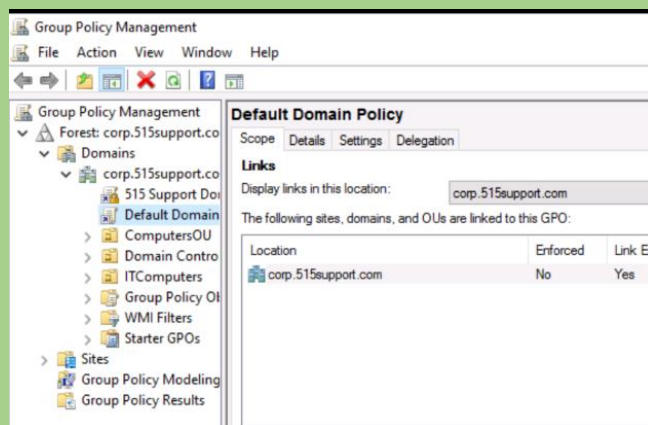 Group Policy Management
File Action View Window Help
Group Policy Management
Forest: corp.515support.co
Domains
corp.515support.co
515 Support Do
Default Domain
ComputersOU
Domain Contro
ITComputers
Group Policy Ob
WMI Filters
Starter GPOs
Sites
Group Policy Modeling
Group Policy Results
Default Domain Policy
Scope Details Settings Delegation
Links
Display links in this location: corp.515support.com
The following sites, domains, and OUs are linked to this GPO:
Location Enforced Link E
corp.515support.com No Yes